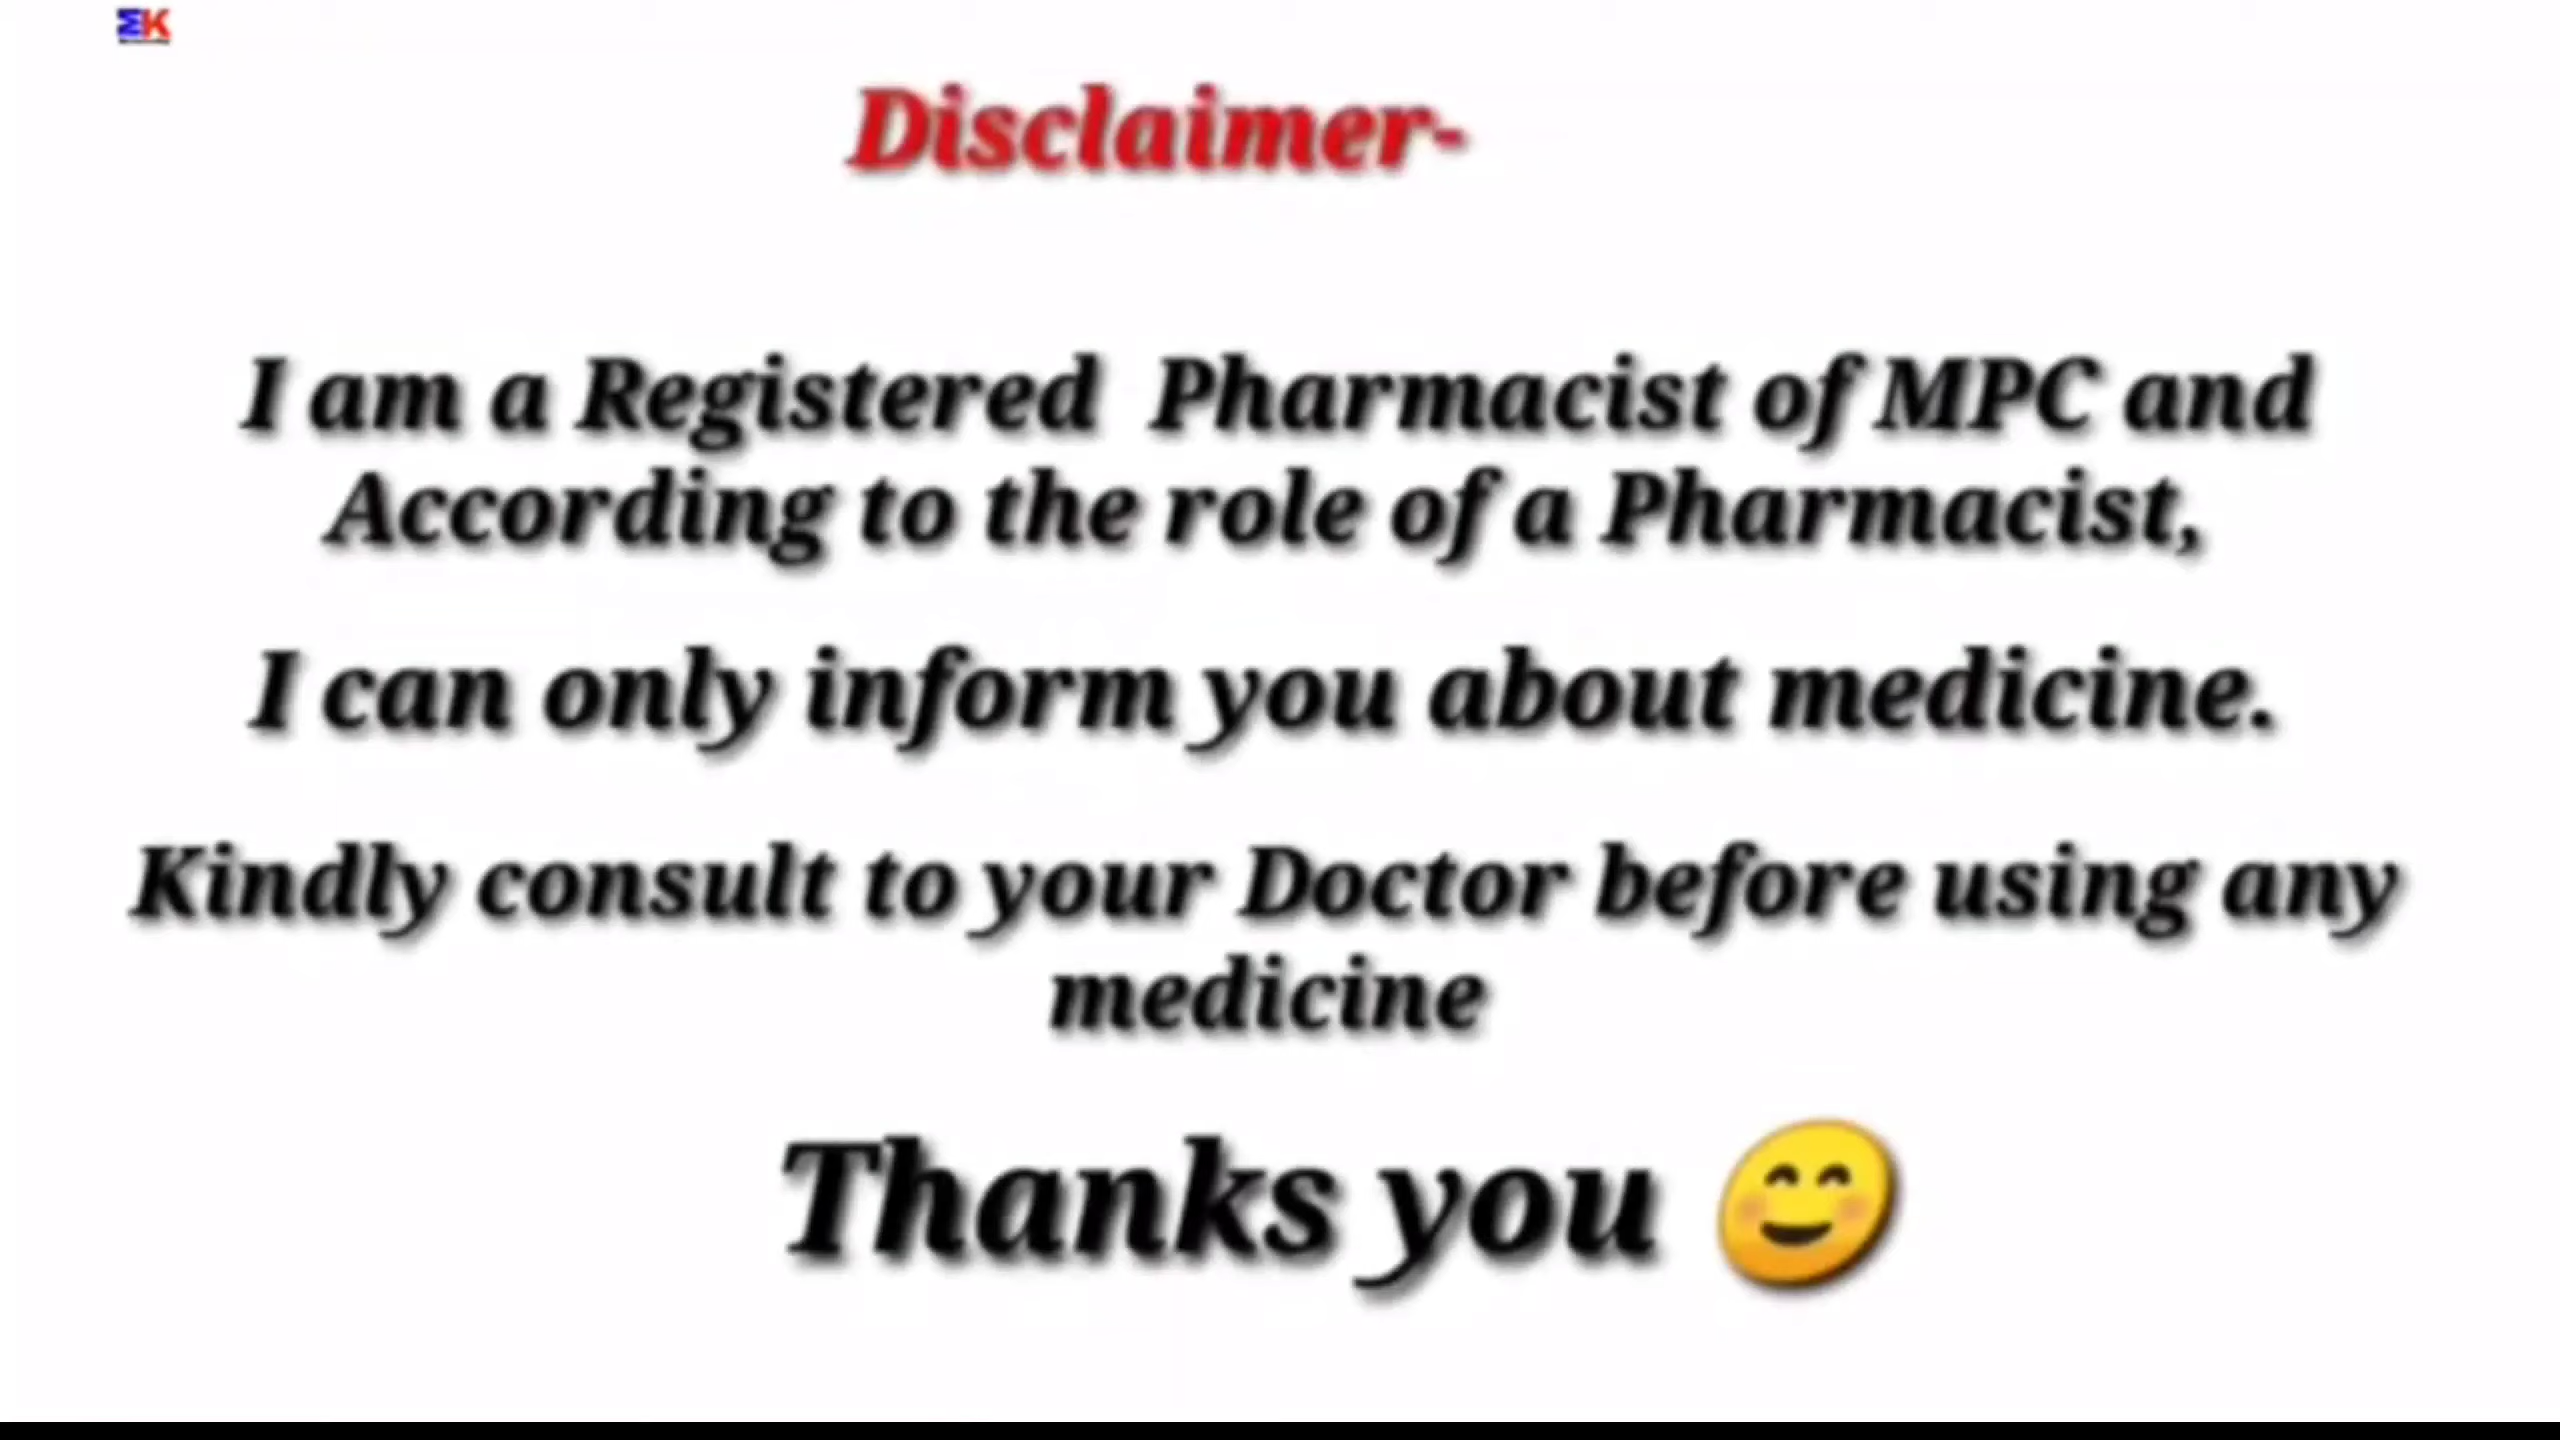 MK
Disclaimer-
I am a Registered Pharmacist of MPC and
According to the role of a Pharmacist,
I can only inform you about medicine.
Kindly consult to your Doctor before using any
medicine
Thanks you 😊